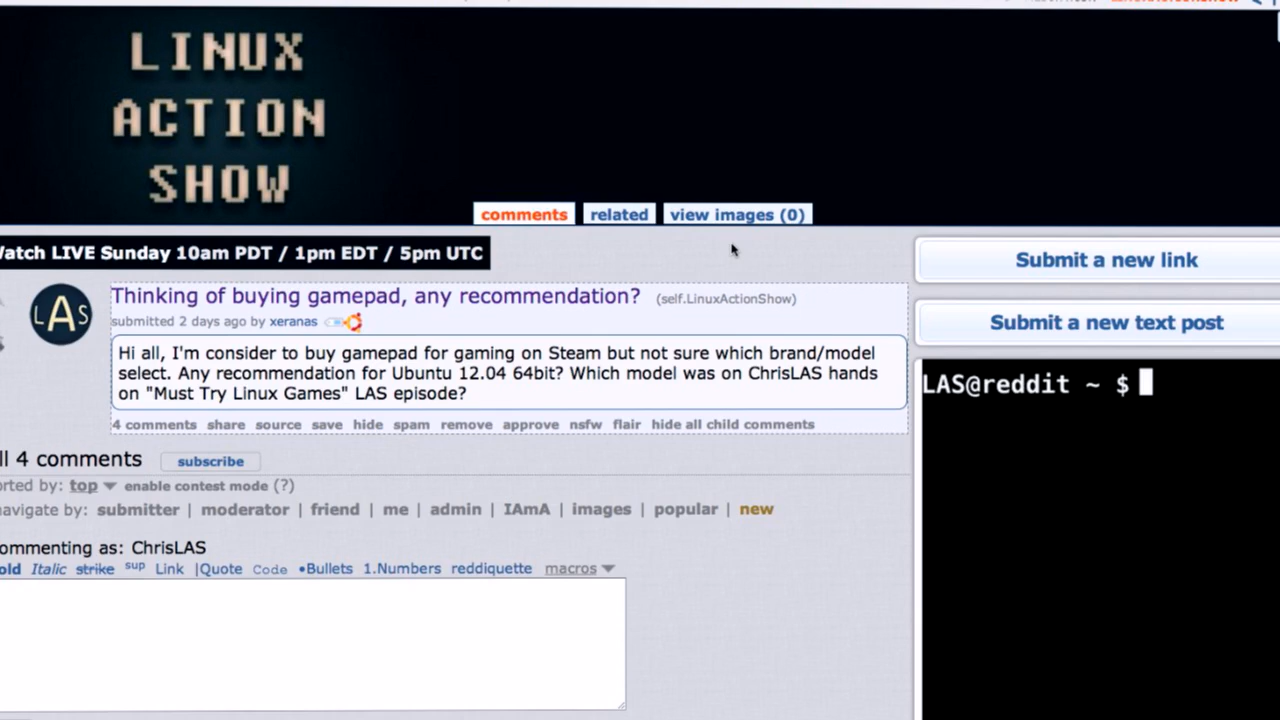 LINUX
ACTION
SHOW
comments
related
view images (0)
Watch LIVE Sunday 10am PDT / 1pm EDT / 5pm UTC
LAS
Thinking of buying gamepad, any recommendation? (self.LinuxActionShow)
submitted 2 days ago by xeranas
Hi all, I'm consider to buy gamepad for gaming on Steam but not sure which brand/model
select. Any recommendation for Ubuntu 12.04 64bit? Which model was on ChrisLAS hands
on "Must Try Linux Games" LAS episode?
4 comments share source save hide spam remove approve nsfw flair hide all child comments
ll 4 comments subscribe
orted by: top enable contest mode (?)
navigate by: submitter | moderator | friend | me | admin | IAmA | images | popular | new
ommenting as: ChrisLAS
old Italic strike sup Link |Quote Code •Bullets 1.Numbers reddiquette macros
Submit a new link
Submit a new text post
LAS@reddit ~ $